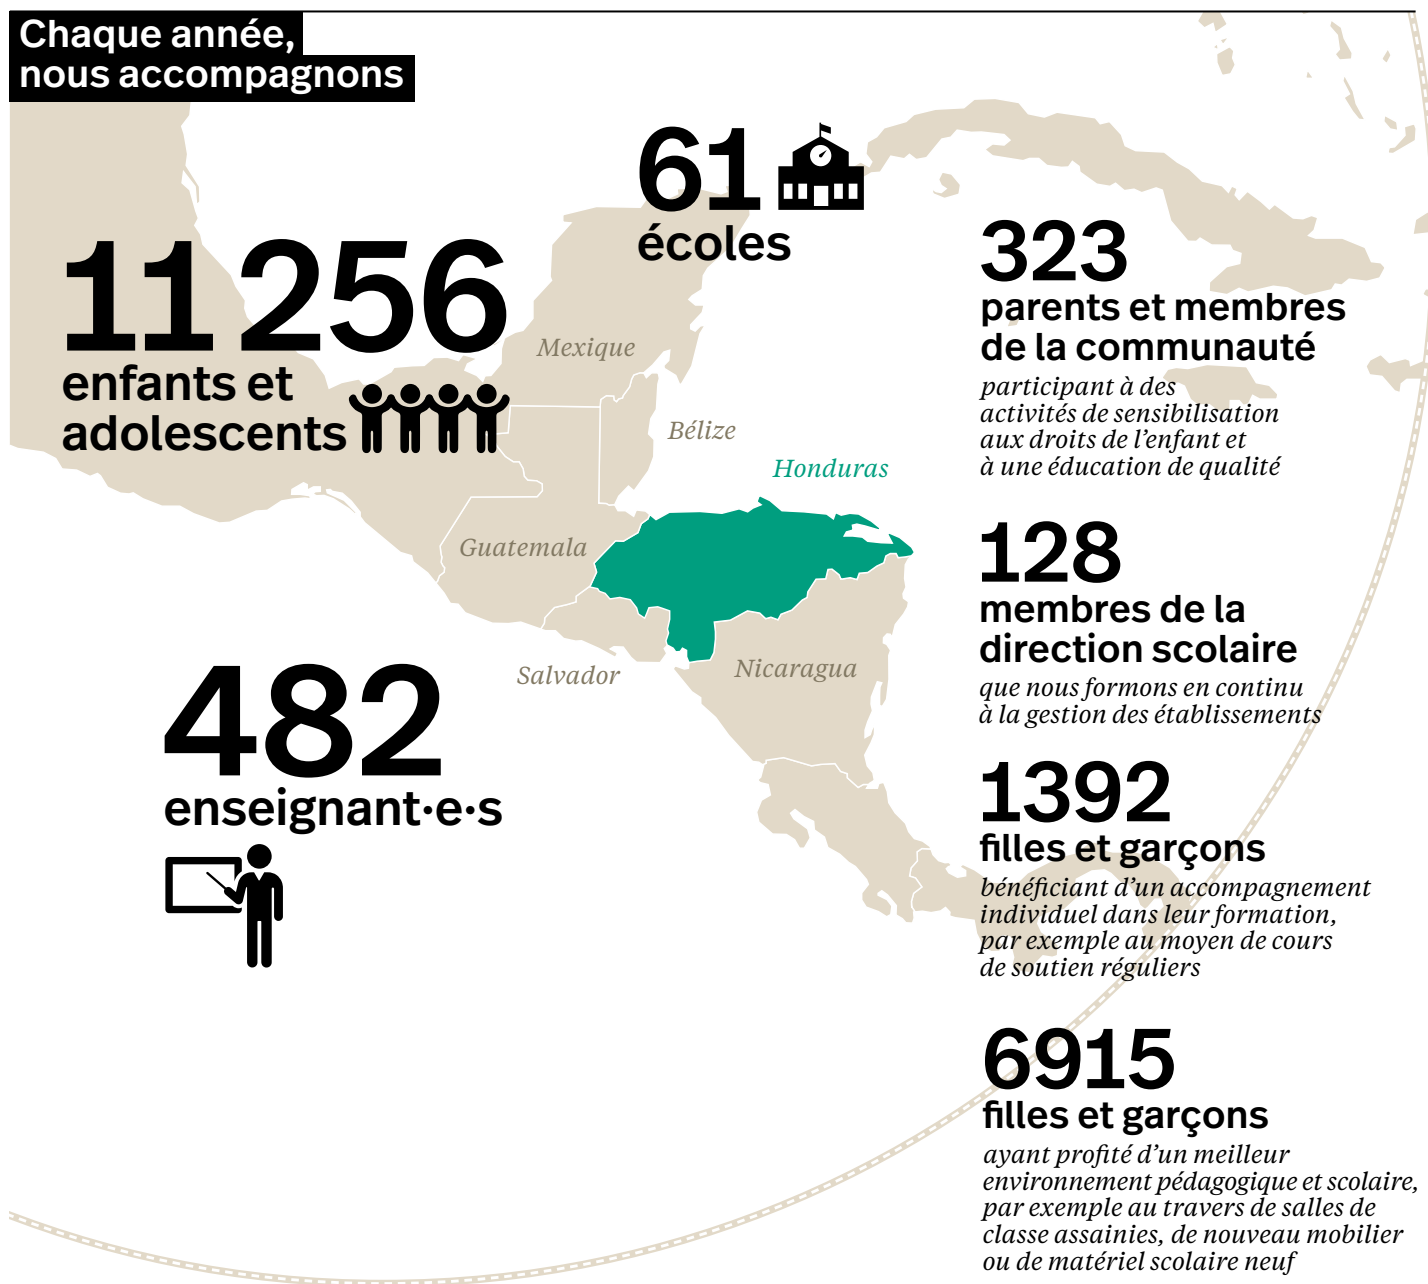 Chaque année,
nous accompagnons
61
écoles
11 256
enfants et
adolescents
482
enseignant·e·s
Mexique
Bélize
Honduras
Guatemala
Salvador
Nicaragua
323
parents et membres
de la communauté
participant à des
activités de sensibilisation
aux droits de l’enfant et
à une éducation de qualité
128
membres de la
direction scolaire
que nous formons en continu
à la gestion des établissements
1392
filles et garçons
bénéficiant d’un accompagnement
individuel dans leur formation,
par exemple au moyen de cours
de soutien réguliers
6915
filles et garçons
ayant profité d’un meilleur
environnement pédagogique et scolaire,
par exemple au travers de salles de
classe assainies, de nouveau mobilier
ou de matériel scolaire neuf